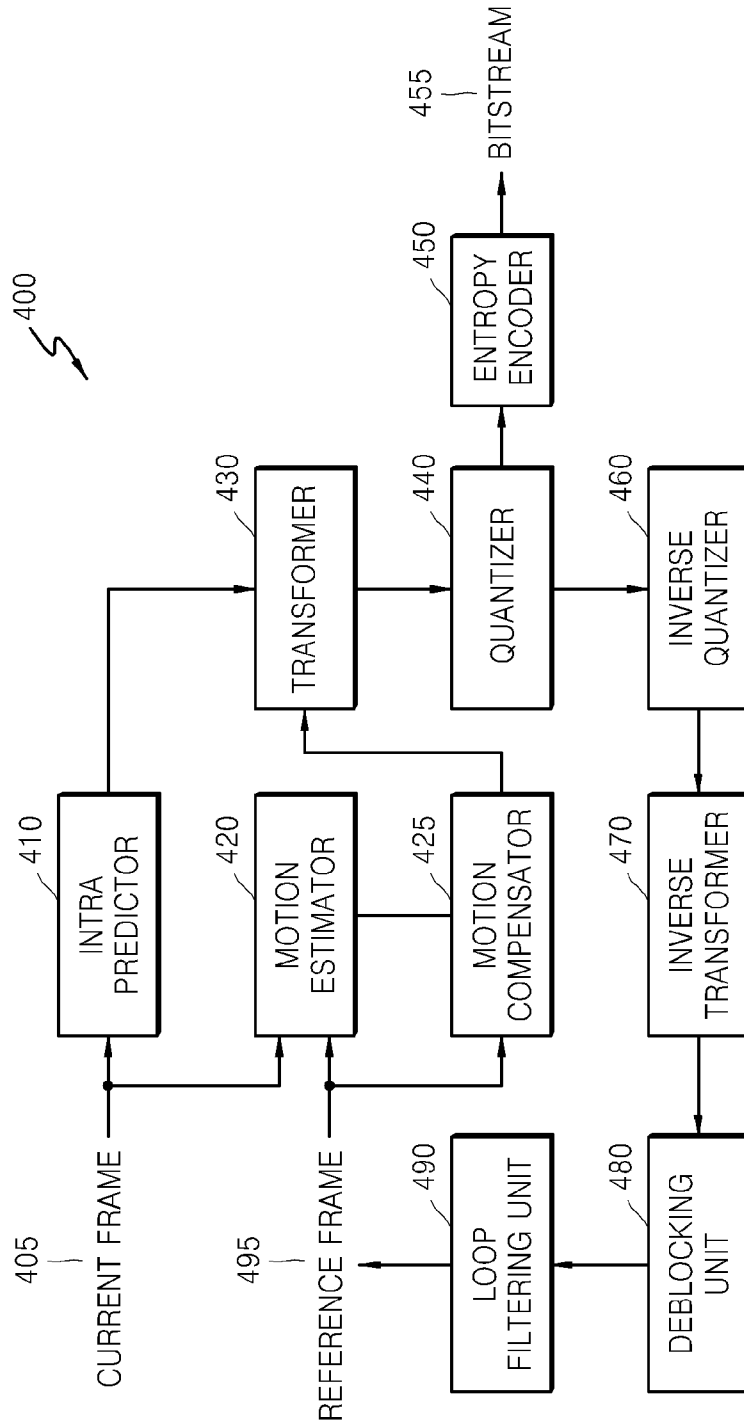 400
405
CURRENT FRAME
410
INTRA
PREDICTOR
430
TRANSFORMER
495
REFERENCE FRAME
420
MOTION
ESTIMATOR
440
QUANTIZER
450
ENTROPY
ENCODER
455
BITSTREAM
490
LOOP
FILTERING UNIT
425
MOTION
COMPENSATOR
460
INVERSE
QUANTIZER
480
DEBLOCKING
UNIT
470
INVERSE
TRANSFORMER